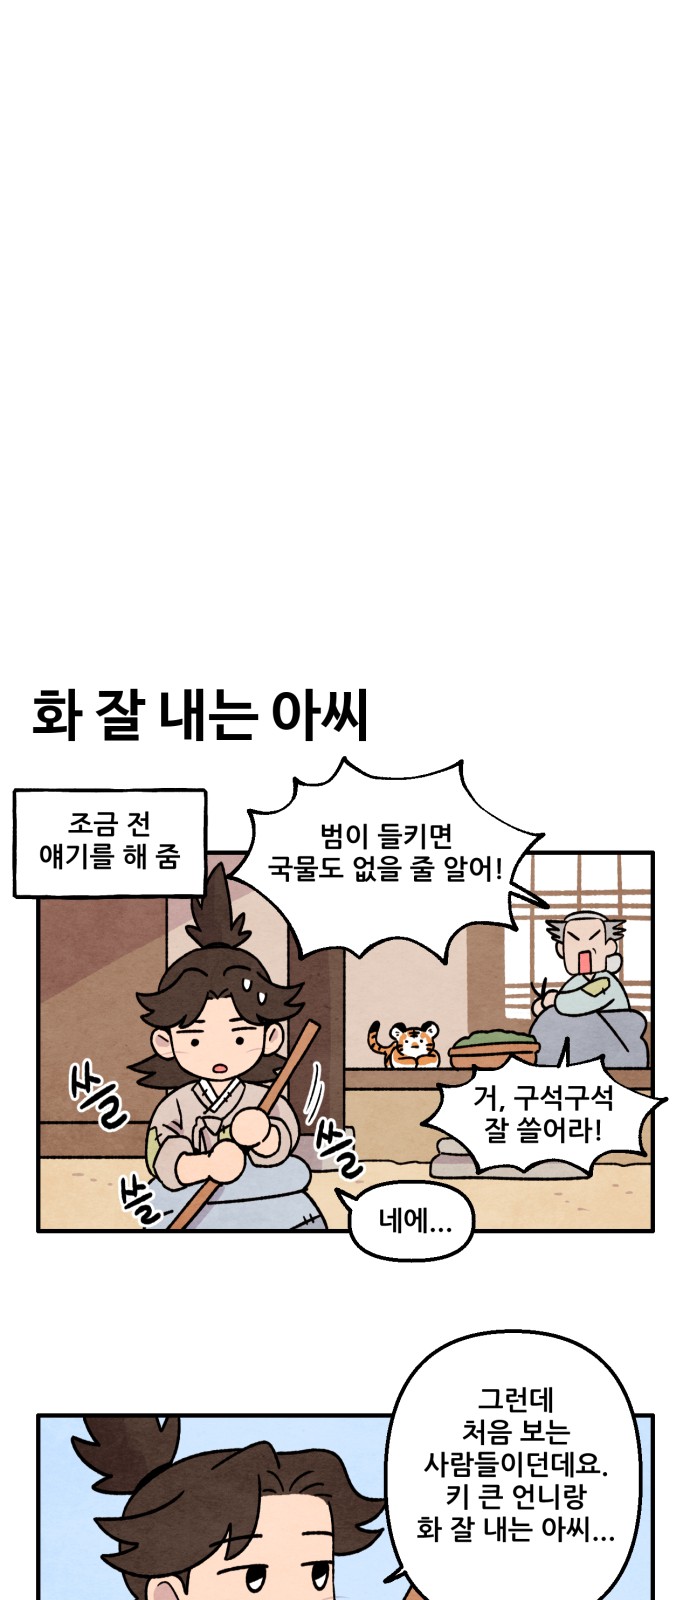 화 잘 내는 아씨
조금 전
얘기를 해 줌
범이 들키면
국물도 없을 줄 알어!
쓸
쓸
쓸
거, 구석구석
잘 쓸어라!
네에...
그런데
처음 보는
사람들이던데요.
키 큰 언니랑
화 잘 내는 아씨...